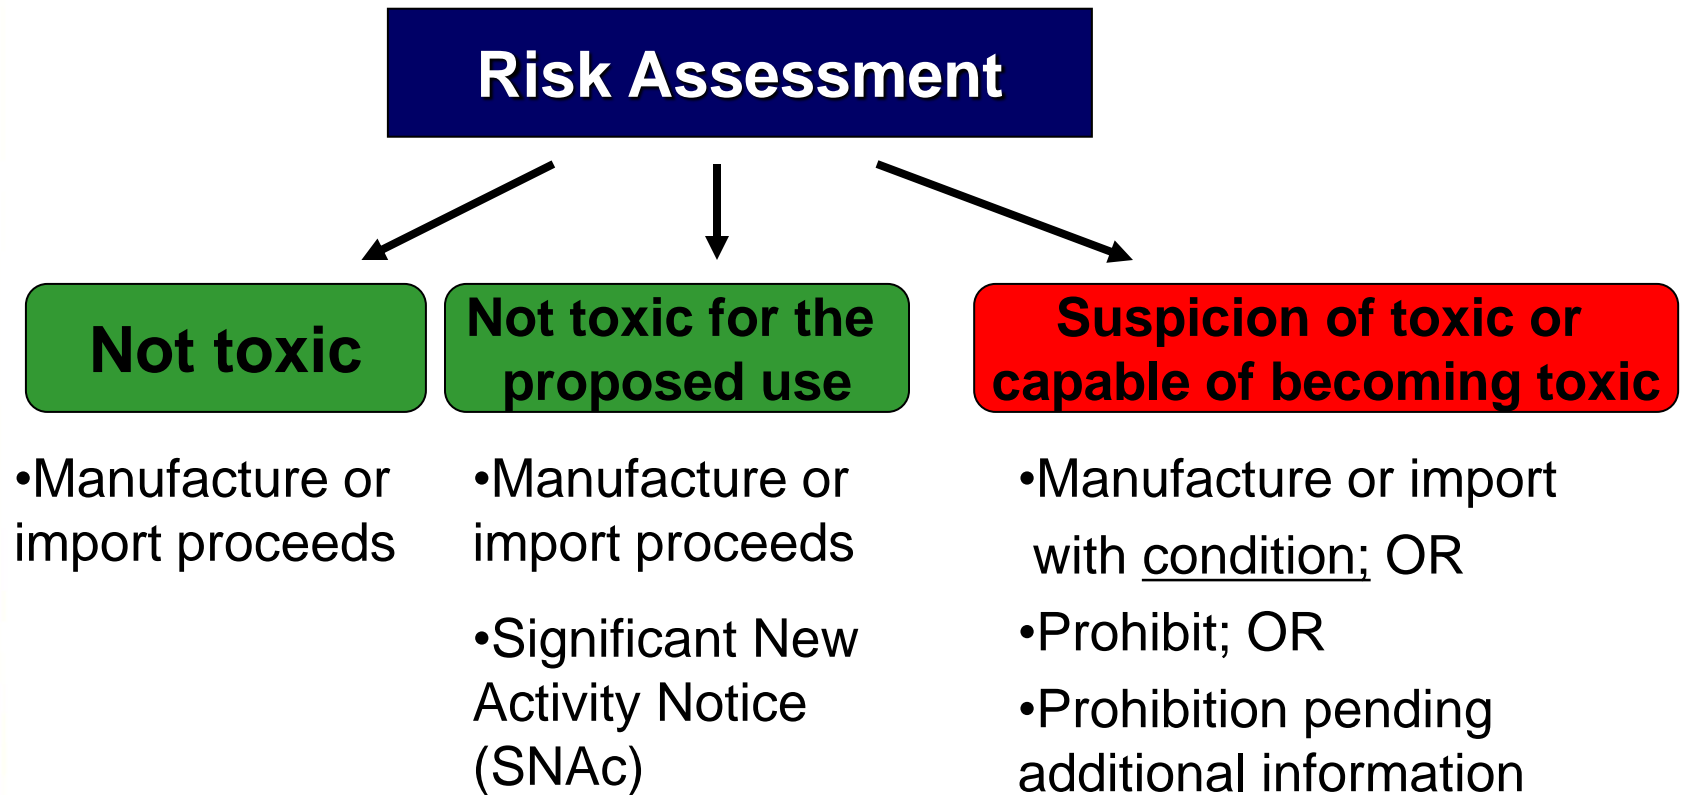 Risk Assessment
Not toxic
Not toxic for the
proposed use
Suspicion of toxic or
capable of becoming toxic
•Manufacture or
import proceeds
•Manufacture or
import proceeds
•Significant New
Activity Notice
(SNAc)
•Manufacture or import
with condition; OR
•Prohibit; OR
•Prohibition pending
additional information